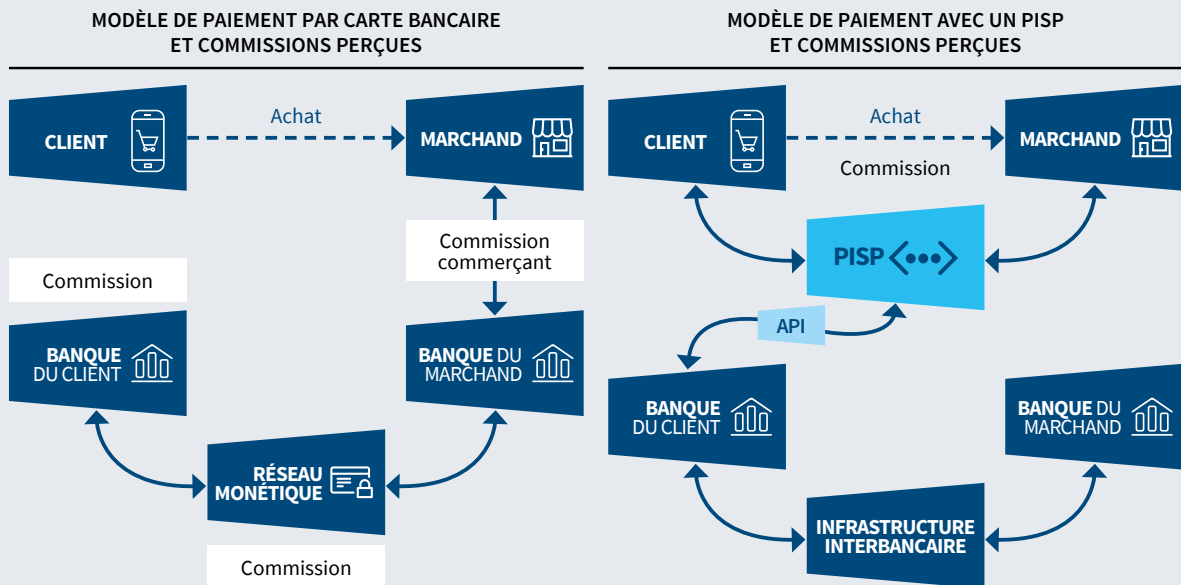 MODÈLE DE PAIEMENT PAR CARTE BANCAIRE
ET COMMISSIONS PERÇUES
CLIENT
Achat
MARCHAND
Commission
commerçant
Commission
BANQUE
DU CLIENT
BANQUE DU
MARCHAND
RÉSEAU
MONÉTIQUE
Commission
MODÈLE DE PAIEMENT AVEC UN PISP
ET COMMISSIONS PERÇUES
CLIENT
Achat
MARCHAND
Commission
PISP
API
BANQUE
DU CLIENT
BANQUE DU
MARCHAND
INFRASTRUCTURE
INTERBANCAIRE